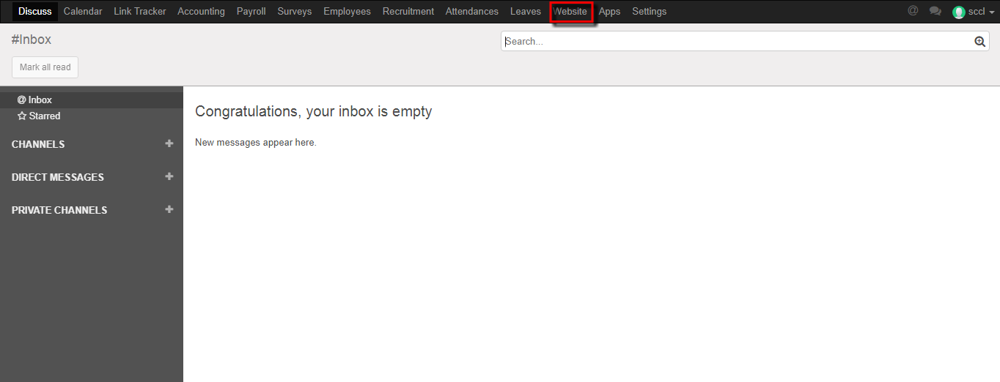 Discuss Calendar Link Tracker Accounting Payroll Surveys Employees Recruitment Attendances Leaves Website Apps Settings @ sccl
#Inbox
Search...
Mark all read
@ Inbox
Starred
CHANNELS +
DIRECT MESSAGES +
PRIVATE CHANNELS +
Congratulations, your inbox is empty
New messages appear here.